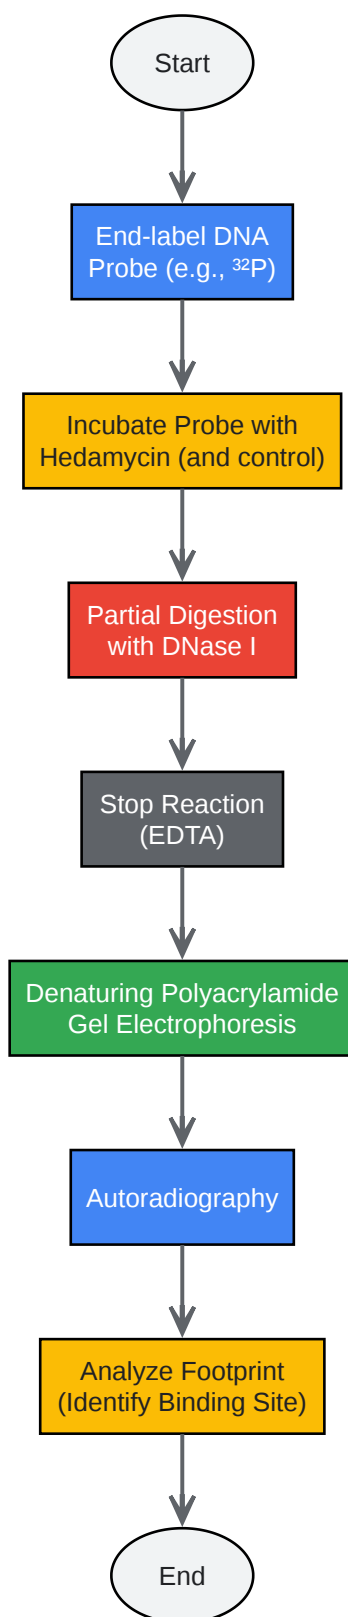 Start
End-label DNA
Probe (e.g., ³²P)
Incubate Probe with
Hedamycin (and control)
Partial Digestion
with DNase I
Stop Reaction
(EDTA)
Denaturing Polyacrylamide
Gel Electrophoresis
Autoradiography
Analyze Footprint
(Identify Binding Site)
End